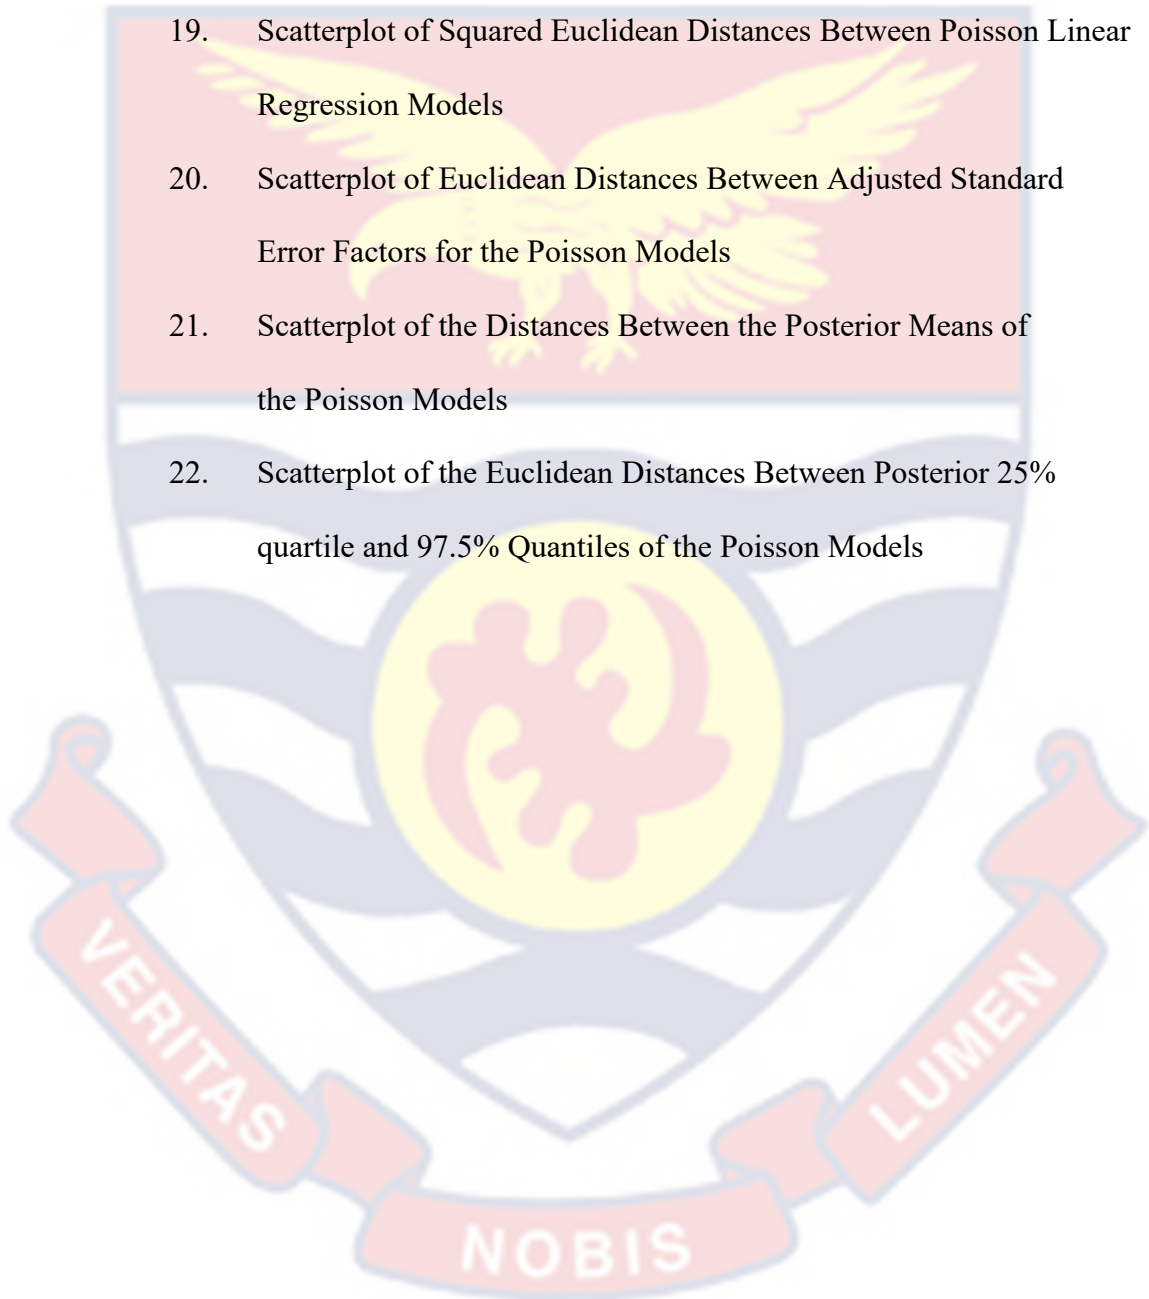 19. Scatterplot of Squared Euclidean Distances Between Poisson Linear
Regression Models
20. Scatterplot of Euclidean Distances Between Adjusted Standard
Error Factors for the Poisson Models
21. Scatterplot of the Distances Between the Posterior Means of
the Poisson Models
22. Scatterplot of the Euclidean Distances Between Posterior 25%
quartile and 97.5% Quantiles of the Poisson Models
VERITAS
NOBIS
LUMEN